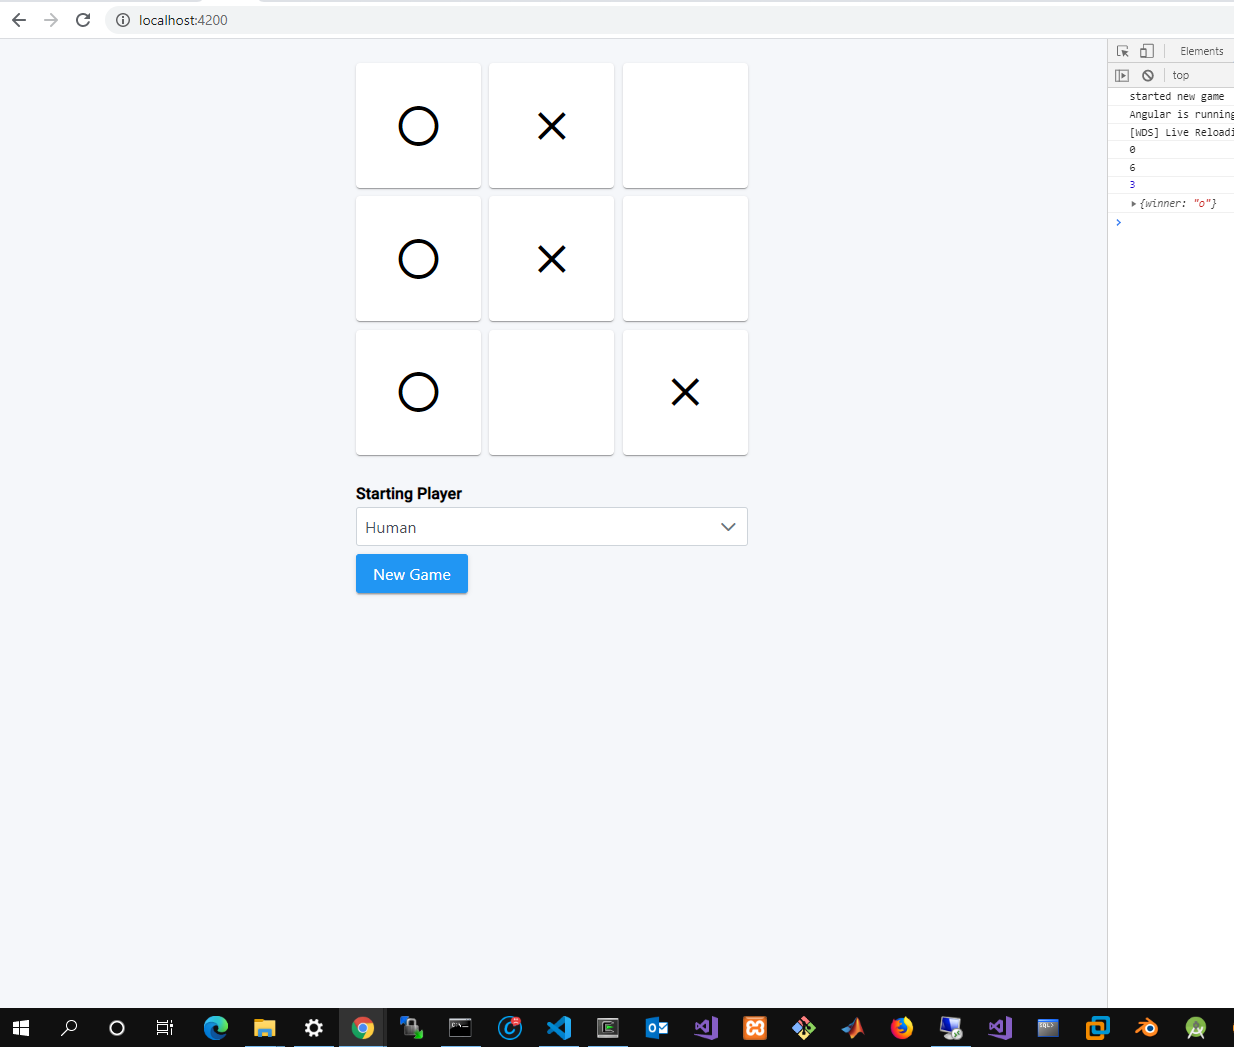 localhost:4200
Elements
top
started new game
Angular is running
[WDS] Live Reloadi
0
6
3
{winner: "o"}
Starting Player
Human
New Game